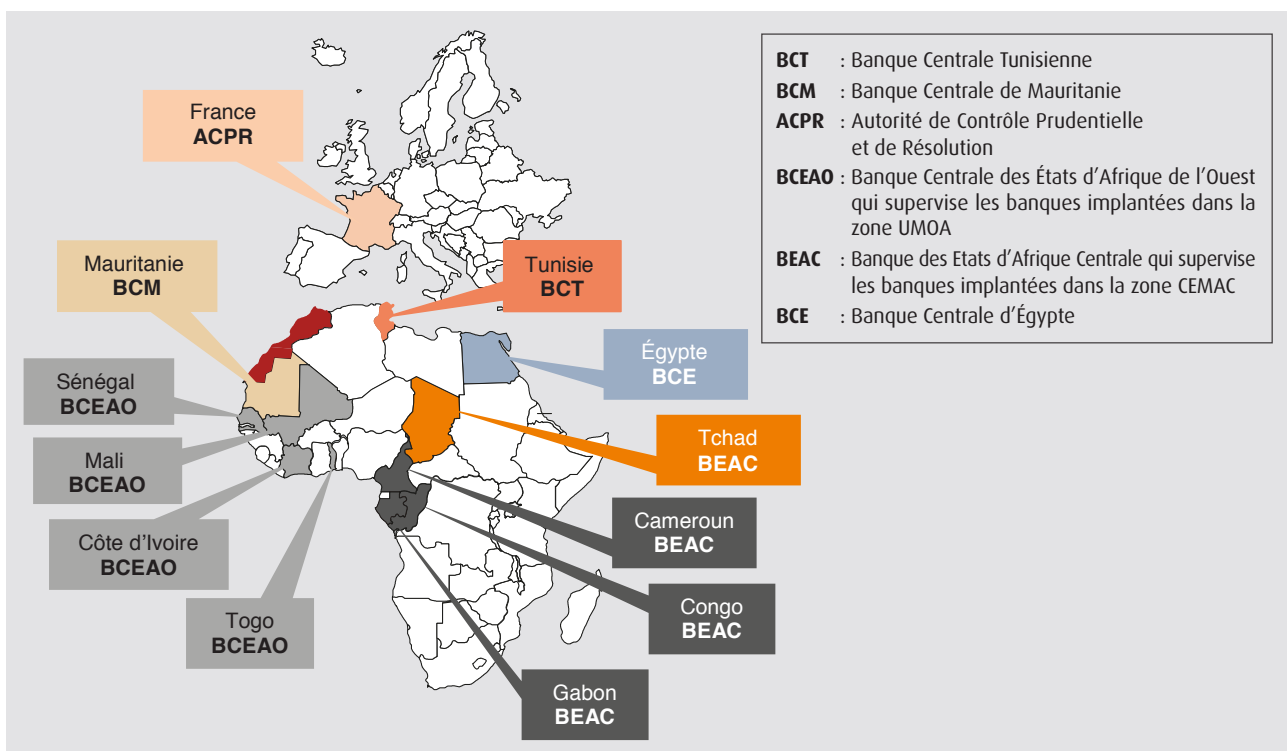 France
ACPR
Mauritanie
BCM
Tunisie
BCT
Égypte
BCE
Sénégal
BCEAO
Mali
BCEAO
Côte d'Ivoire
BCEAO
Togo
BCEAO
Tchad
BEAC
Cameroun
BEAC
Congo
BEAC
Gabon
BEAC
BCT : Banque Centrale Tunisienne
BCM : Banque Centrale de Mauritanie
ACPR : Autorité de Contrôle Prudentielle
et de Résolution
BCEAO : Banque Centrale des États d'Afrique de l'Ouest
qui supervise les banques implantées dans la
zone UMOA
BEAC : Banque des Etats d'Afrique Centrale qui supervise
les banques implantées dans la zone CEMAC
BCE : Banque Centrale d'Égypte